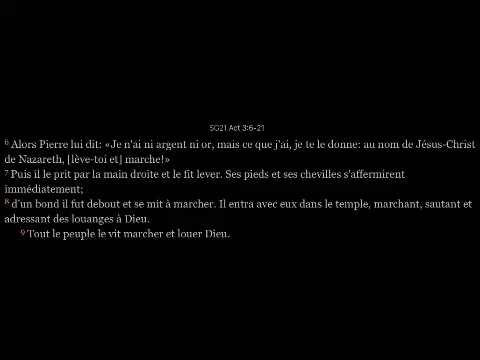 SG21 Act 3:6-21
6 Alors Pierre lui dit: «Je n'ai ni argent ni or, mais ce que j'ai, je te le donne: au nom de Jésus-Christ
de Nazareth, [lève-toi et] marche!»
7 Puis il le prit par la main droite et le fit lever. Ses pieds et ses chevilles s'affermirent
immédiatement;
8 d'un bond il fut debout et se mit à marcher. Il entra avec eux dans le temple, marchant, sautant et
adressant des louanges à Dieu.
9 Tout le peuple le vit marcher et louer Dieu.